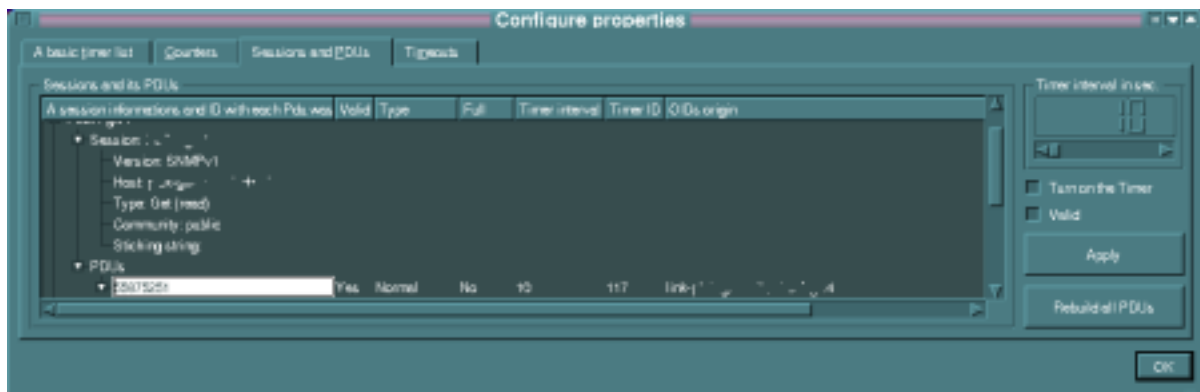 Configure properties
A basic timer list Counters Sessions and PDUs Timeouts
Sessions and its PDUs Timer interval in sec.
A session informations and ID with each Pdu was Valid Type Full Timer interval Timer ID OIDs origin
10
Session:
Version: SNMPv1
Host:
Type: Get (read)
Community: public
Sticking string:
PDUs
Yes Normal No 10 117 link-
Turn on the Timer
Valid
Apply
Rebuild all PDUs
OK